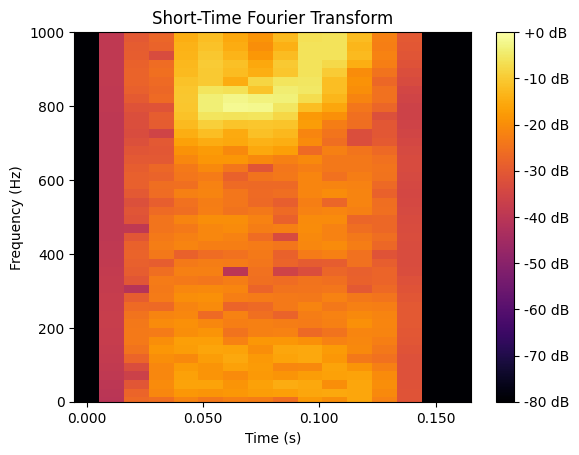 Short-Time Fourier Transform
1000
800
600
400
200
0
Frequency (Hz)
0.000
0.050
0.100
0.150
Time (s)
+0 dB
-10 dB
-20 dB
-30 dB
-40 dB
-50 dB
-60 dB
-70 dB
-80 dB